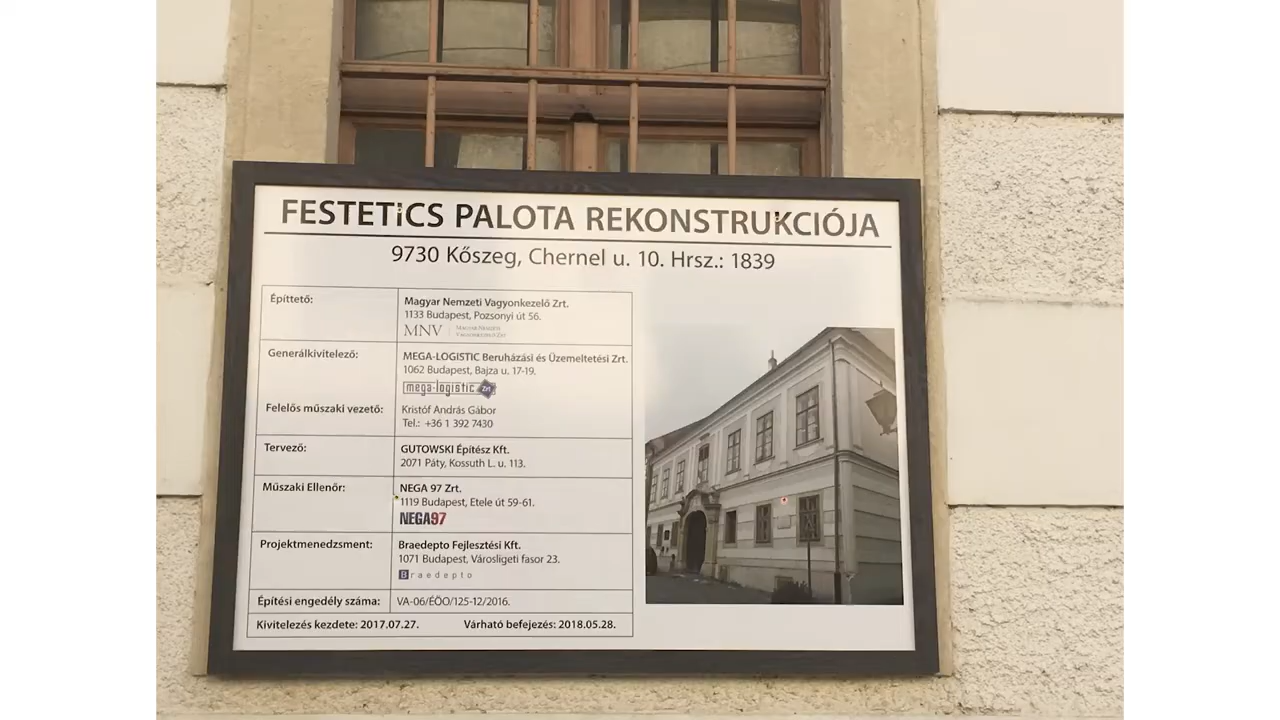 FESTETiCS PALOTA REKONSTRUKCIÓJA
9730 Kőszeg, Chernel u. 10. Hrsz.: 1839
Építtető:
Magyar Nemzeti Vagyonkezelő Zrt.
1133 Budapest, Pozsonyi út 56.
MNV
Magyar Nemzeti
Vagyonkezelő Zrt.
Generálkivitelező:
MEGA-LOGISTIC Beruházási és Üzemeltetési Zrt.
1062 Budapest, Bajza u. 17-19.
mega-logistic Zrt
Felelős műszaki vezető:
Kristóf András Gábor
Tel.: +36 1 392 7430
Tervező:
GUTOWSKI Építész Kft.
2071 Páty, Kossuth L. u. 113.
Műszaki Ellenőr:
NEGA 97 Zrt.
1119 Budapest, Etele út 59-61.
NEGA97
Projektmenedzsment:
Braedepto Fejlesztési Kft.
1071 Budapest, Városligeti fasor 23.
Braedepto
Építési engedély száma:
VA-06/ÉÖO/125-12/2016.
Kivitelezés kezdete: 2017.07.27.
Várható befejezés: 2018.05.28.